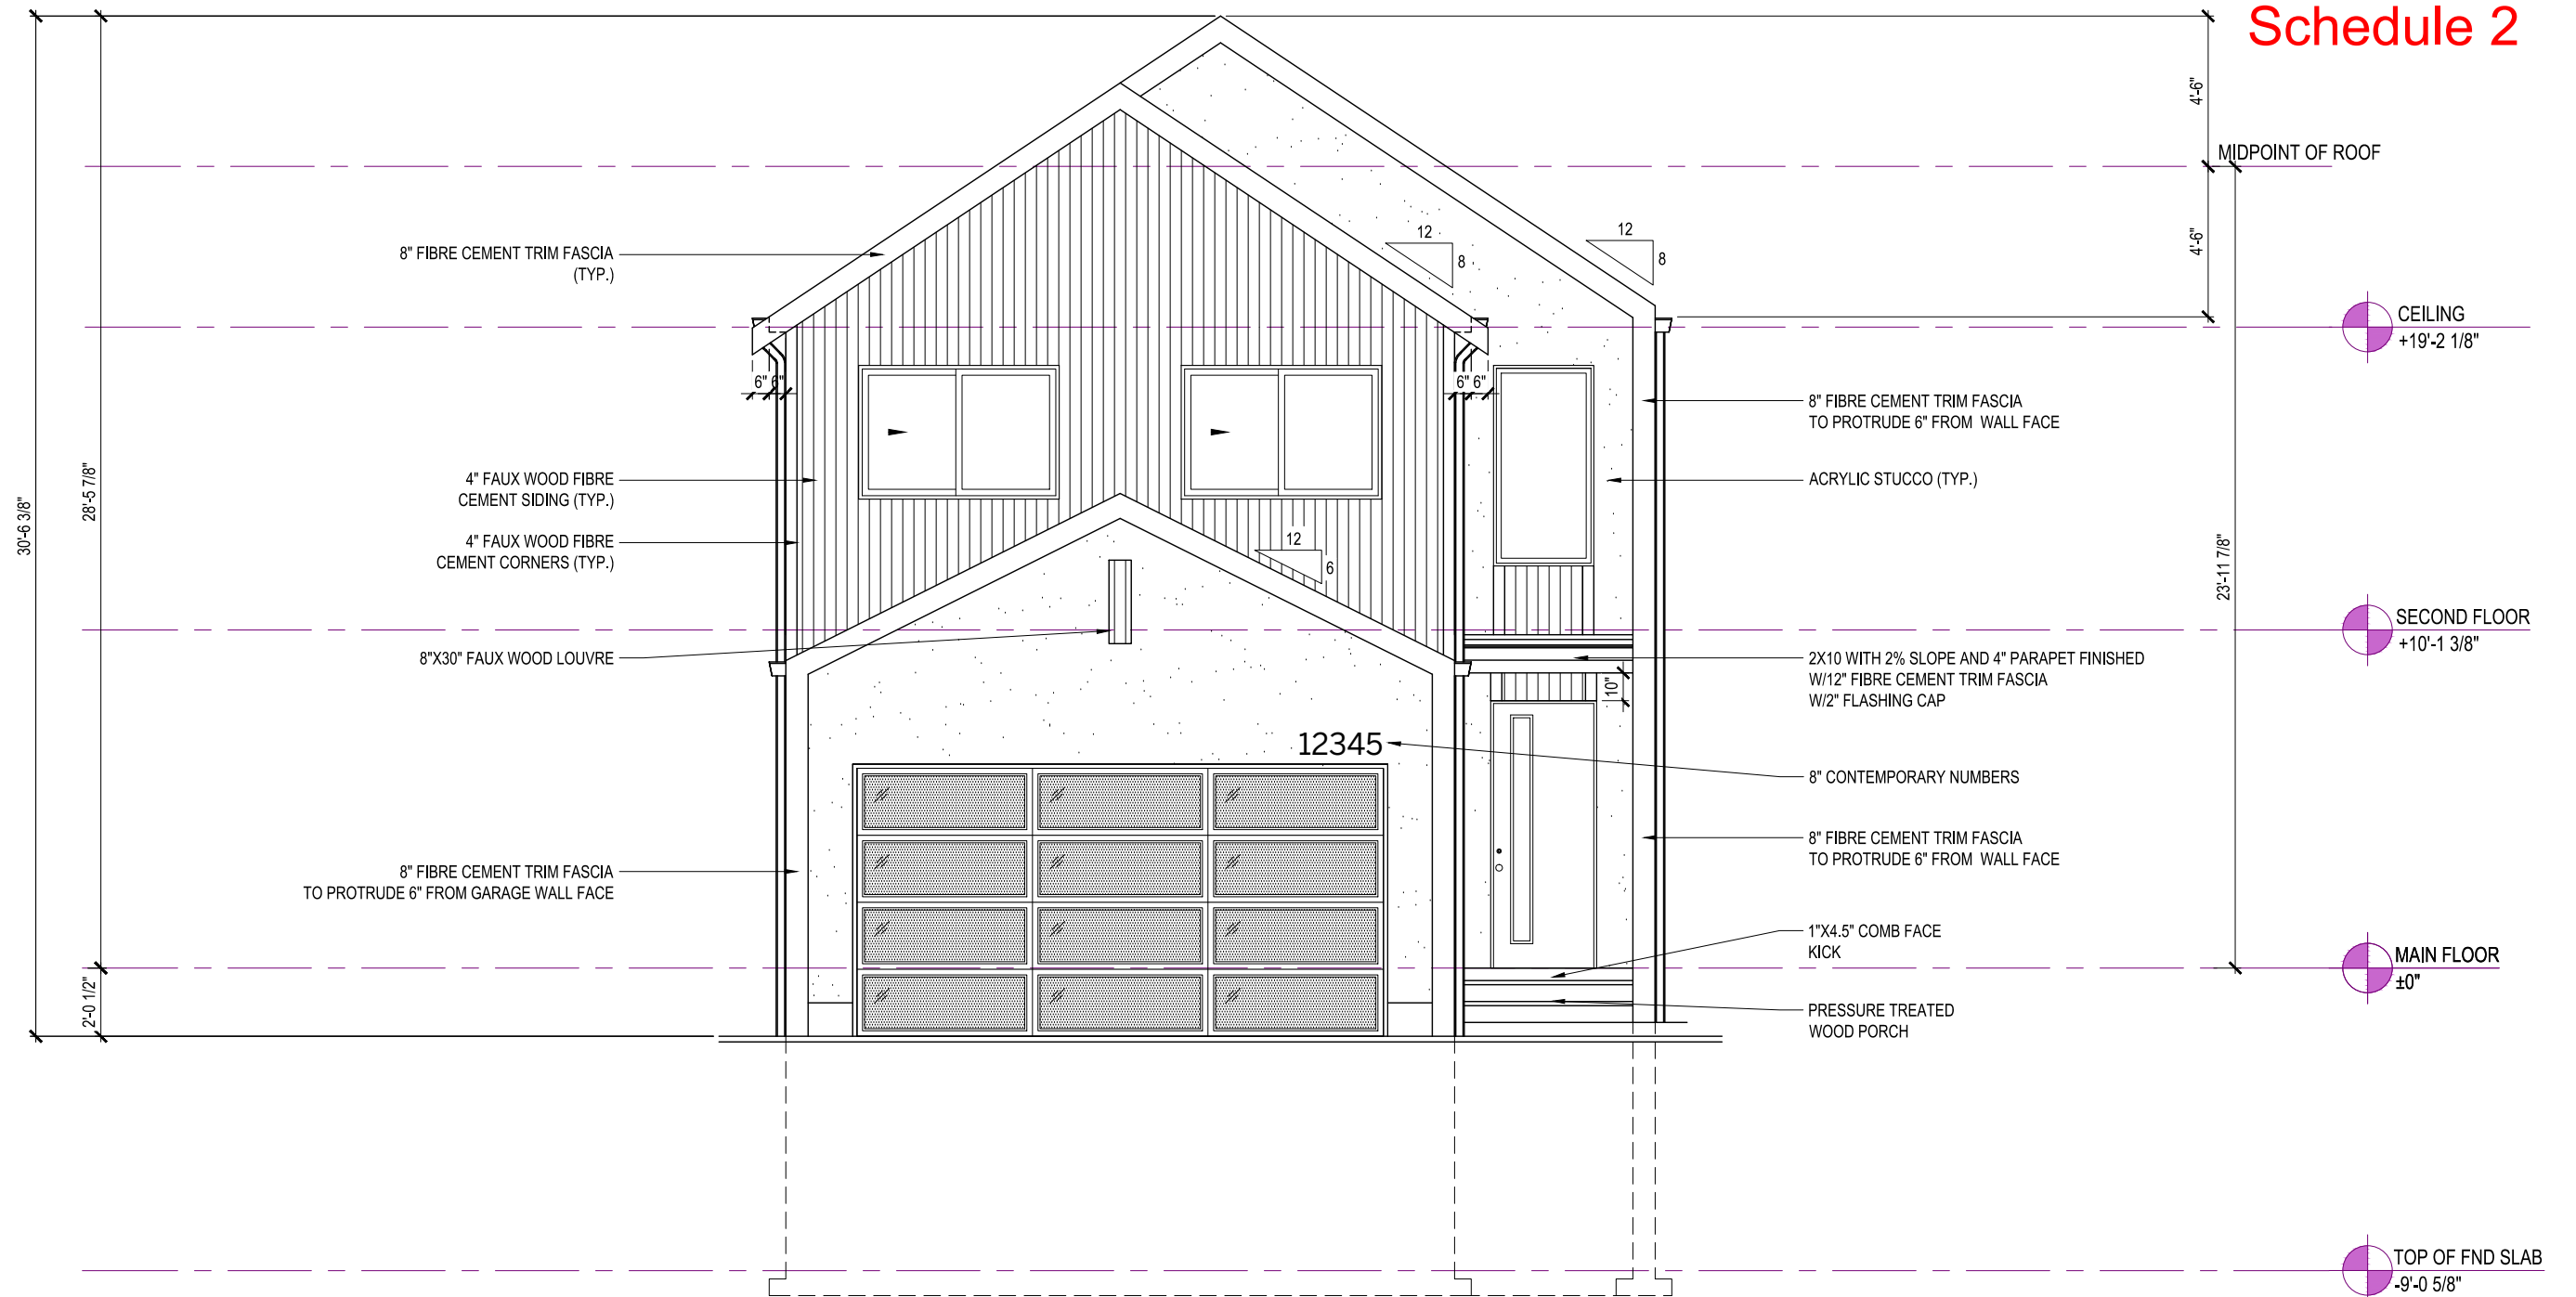 Schedule 2
4'-6"
MIDPOINT OF ROOF
12
8
12
8
4'-6"
8" FIBRE CEMENT TRIM FASCIA
(TYP.)
CEILING
+19'-2 1/8"
6" 6"
6" 6"
8" FIBRE CEMENT TRIM FASCIA
TO PROTRUDE 6" FROM WALL FACE
4" FAUX WOOD FIBRE
CEMENT SIDING (TYP.)
ACRYLIC STUCCO (TYP.)
30'-6 3/8"
28'-5 7/8"
4" FAUX WOOD FIBRE
CEMENT CORNERS (TYP.)
12
6
23'-11 7/8"
SECOND FLOOR
+10'-1 3/8"
8"X30" FAUX WOOD LOUVRE
2X10 WITH 2% SLOPE AND 4" PARAPET FINISHED
W/12" FIBRE CEMENT TRIM FASCIA
W/2" FLASHING CAP
10"
12345
8" CONTEMPORARY NUMBERS
8" FIBRE CEMENT TRIM FASCIA
TO PROTRUDE 6" FROM WALL FACE
8" FIBRE CEMENT TRIM FASCIA
TO PROTRUDE 6" FROM GARAGE WALL FACE
1"X4.5" COMB FACE
KICK
MAIN FLOOR
±0"
2'-0 1/2"
PRESSURE TREATED
WOOD PORCH
TOP OF FND SLAB
-9'-0 5/8"